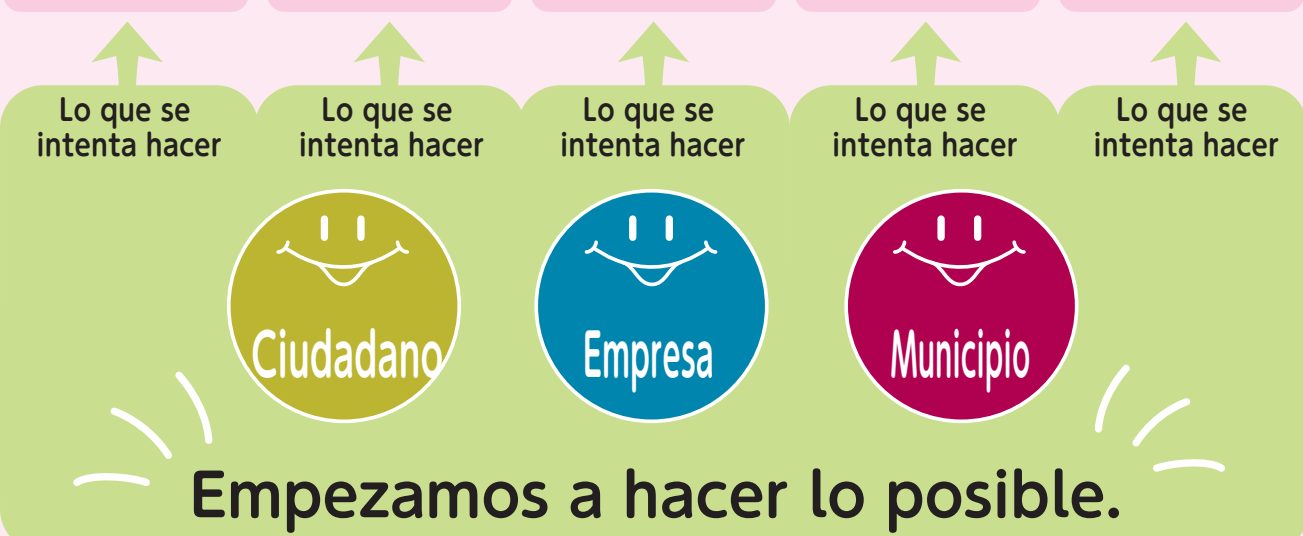 Lo que se
intenta hacer
Lo que se
intenta hacer
Lo que se
intenta hacer
Lo que se
intenta hacer
Lo que se
intenta hacer
Ciudadano
Empresa
Municipio
Empezamos a hacer lo posible.